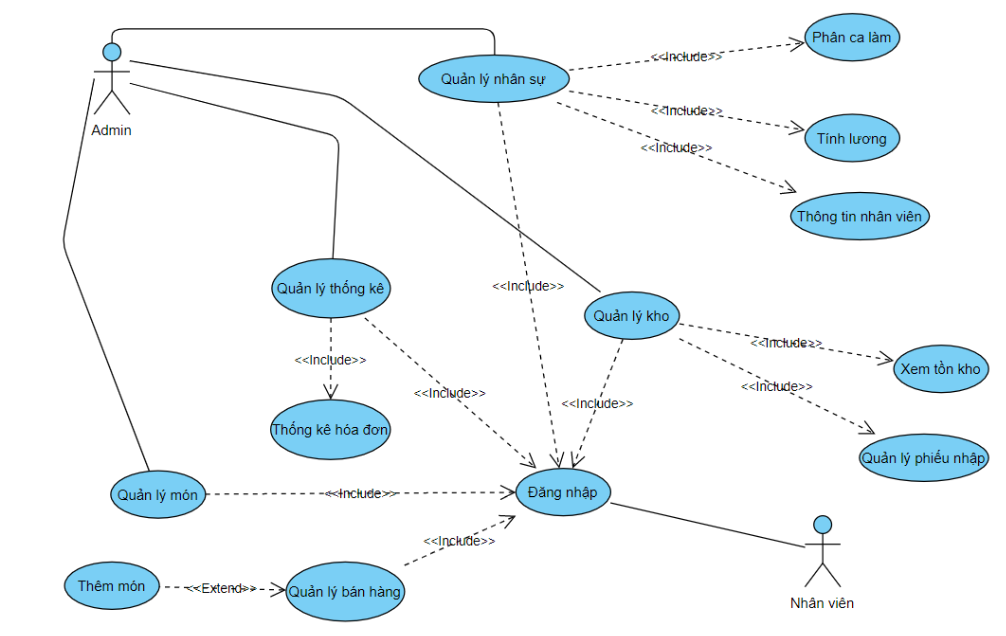 Phân ca làm
<<Include>>
Quản lý nhân sự
<<Include>>
Admin
Tính lương
<<Include>>
Thông tin nhân viên
Quản lý thống kê
<<Include>>
Quản lý kho
<<Include>>
<<Include>>
Xem tồn kho
<<Include>>
<<Include>>
<<Include>>
Thống kê hóa đơn
Quản lý phiếu nhập
Quản lý món
<<Include>>
Đăng nhập
<<Include>>
Thêm món
<<Extend>>
Quản lý bán hàng
Nhân viên